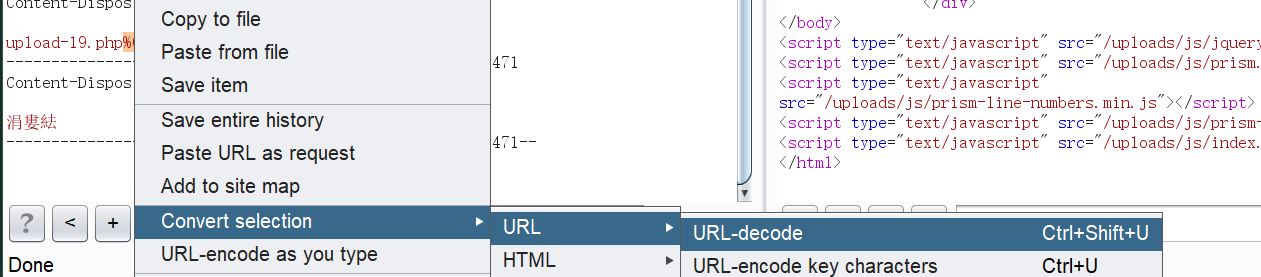 Content-Dispos
upload-19.php%
471
Content-Dispos
涓婁紶
471--
Copy to file
Paste from file
Save item
Save entire history
Paste URL as request
Add to site map
Convert selection
URL-encode as you type
URL
HTML
URL-decode Ctrl+Shift+U
URL-encode key characters Ctrl+U
</div>
</body>
<script type="text/javascript" src="/uploads/js/jquery
<script type="text/javascript" src="/uploads/js/prism.
<script type="text/javascript"
src="/uploads/js/prism-line-numbers.min.js"></script>
<script type="text/javascript" src="/uploads/js/prism-
<script type="text/javascript" src="/uploads/js/index.
</html>
? < +
Done